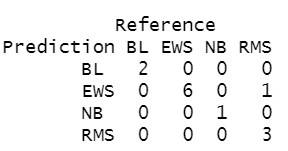 Reference
Prediction BL EWS NB RMS
BL 2 0 0 0
EWS 0 6 0 1
NB 0 0 1 0
RMS 0 0 0 3